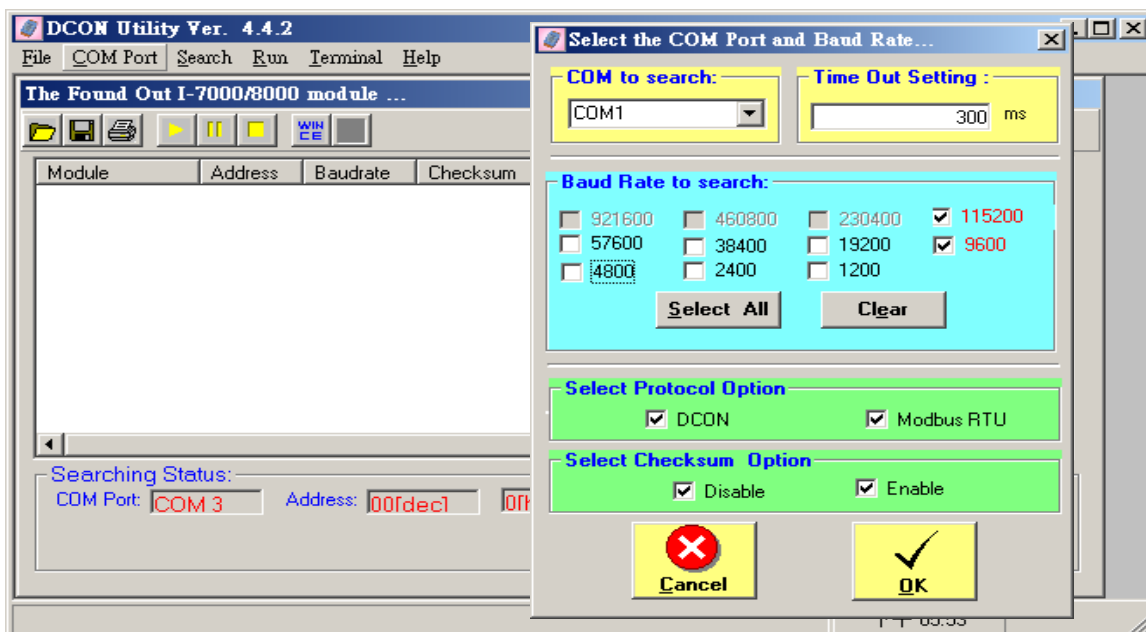 DCON Utility Ver. 4.4.2
File COM Port Search Run Terminal Help
The Found Out I-7000/8000 module ...
WIN CE
Module Address Baudrate Checksum
Searching Status:
COM Port: COM 3 Address: 00[dec]
Select the COM Port and Baud Rate...
COM to search: Time Out Setting :
COM1 300 ms
Baud Rate to search:
921600 460800 230400 115200
57600 38400 19200 9600
4800 2400 1200
Select All Clear
Select Protocol Option
DCON Modbus RTU
Select Checksum Option
Disable Enable
Cancel OK